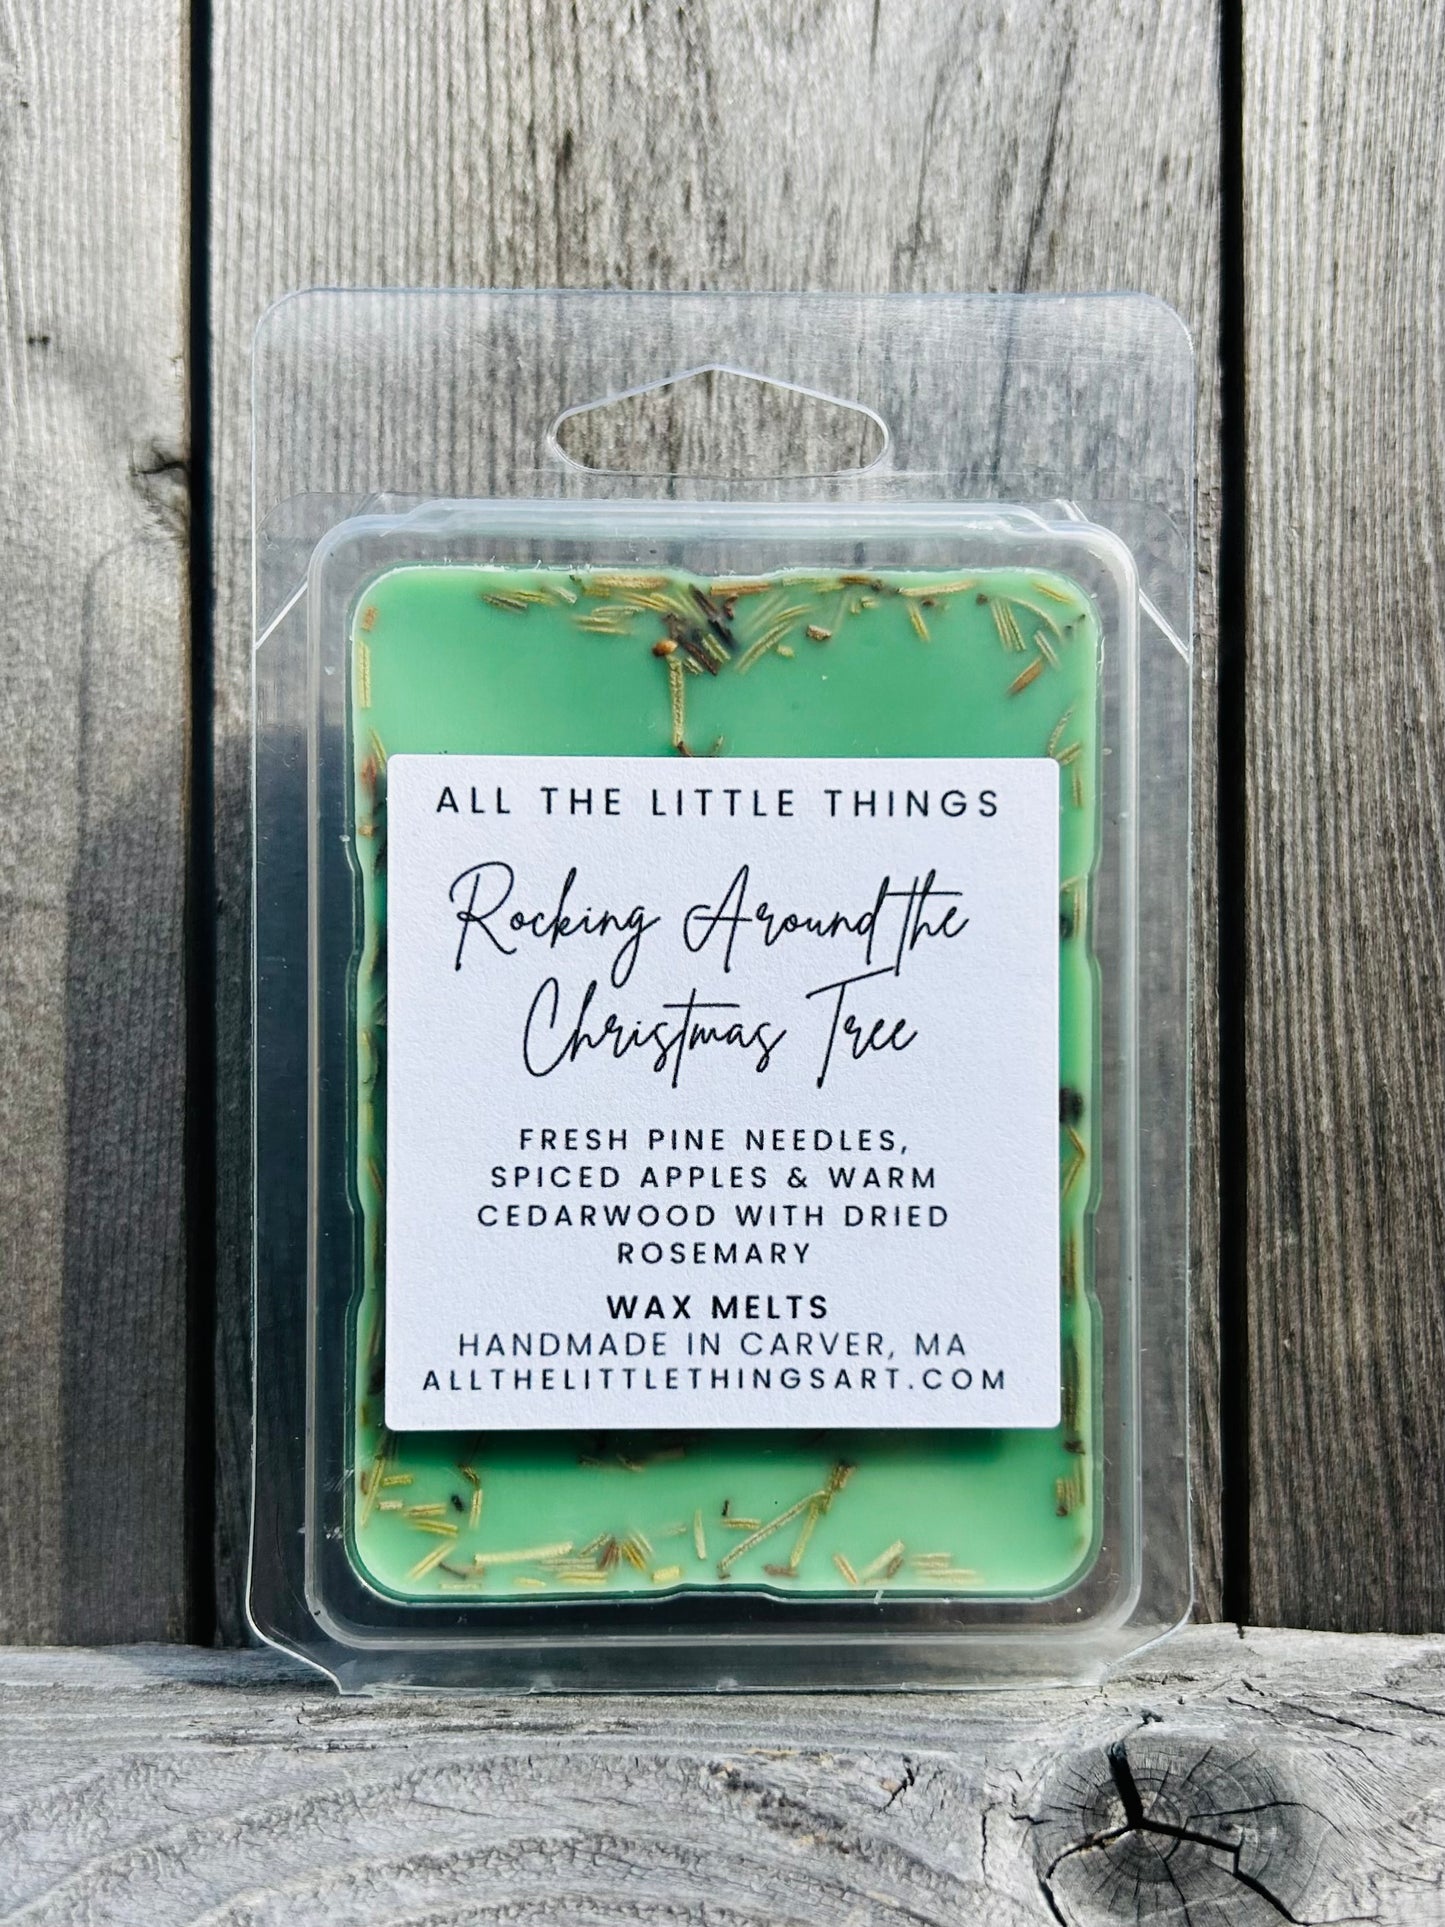 ALL THE LITTLE THINGS
Rocking Around the
Christmas Tree
FRESH PINE NEEDLES,
SPICED APPLES & WARM
CEDARWOOD WITH DRIED
ROSEMARY
WAX MELTS
HANDMADE IN CARVER, MA
ALLTHELITTLETHINGSART.COM